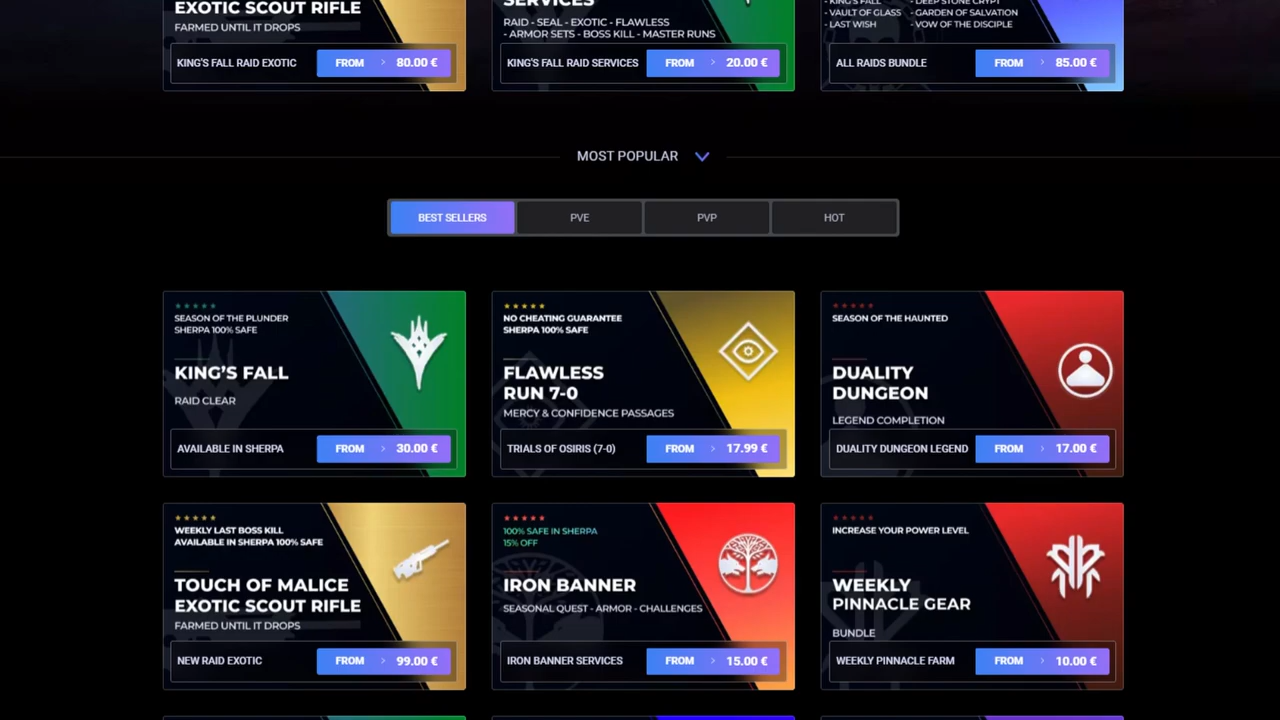 EXOTIC SCOUT RIFLE
FARMED UNTIL IT DROPS
KING'S FALL RAID EXOTIC
FROM
80.00 €
SERVICES
RAID - SEAL - EXOTIC - FLAWLESS
- ARMOR SETS - BOSS KILL - MASTER RUNS
KING'S FALL RAID SERVICES
FROM
20.00 €
- KING'S FALL
- DEEP STONE CRYPT
- VAULT OF GLASS
- GARDEN OF SALVATION
- LAST WISH
- VOW OF THE DISCIPLE
ALL RAIDS BUNDLE
FROM
85.00 €
MOST POPULAR
BEST SELLERS
PVE
PVP
HOT
SEASON OF THE PLUNDER
SHERPA 100% SAFE
KING'S FALL
RAID CLEAR
AVAILABLE IN SHERPA
FROM
30.00 €
NO CHEATING GUARANTEE
SHERPA 100% SAFE
FLAWLESS
RUN 7-0
MERCY & CONFIDENCE PASSAGES
TRIALS OF OSIRIS (7-0)
FROM
17.99 €
SEASON OF THE HAUNTED
DUALITY
DUNGEON
LEGEND COMPLETION
DUALITY DUNGEON LEGEND
FROM
17.00 €
WEEKLY LAST BOSS KILL
AVAILABLE IN SHERPA 100% SAFE
TOUCH OF MALICE
EXOTIC SCOUT RIFLE
FARMED UNTIL IT DROPS
NEW RAID EXOTIC
FROM
99.00 €
100% SAFE IN SHERPA
15% OFF
IRON BANNER
SEASONAL QUEST - ARMOR - CHALLENGES
IRON BANNER SERVICES
FROM
15.00 €
INCREASE YOUR POWER LEVEL
WEEKLY
PINNACLE GEAR
BUNDLE
WEEKLY PINNACLE FARM
FROM
10.00 €